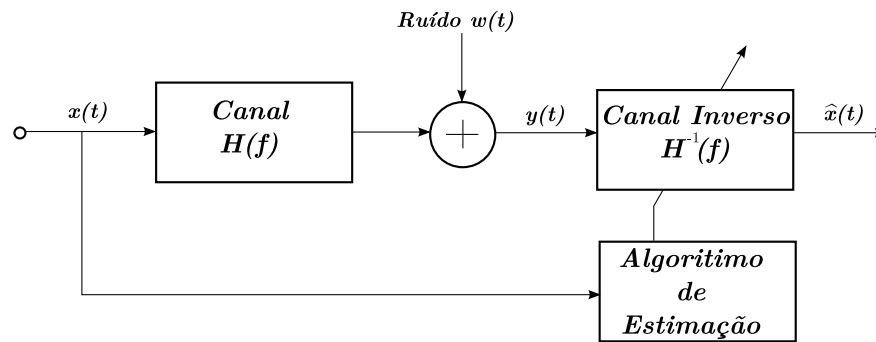 Ruído w(t)
x(t)
Canal
H(f)
y(t)
Canal Inverso
H⁻¹(f)
x̂(t)
Algoritimo
de
Estimação